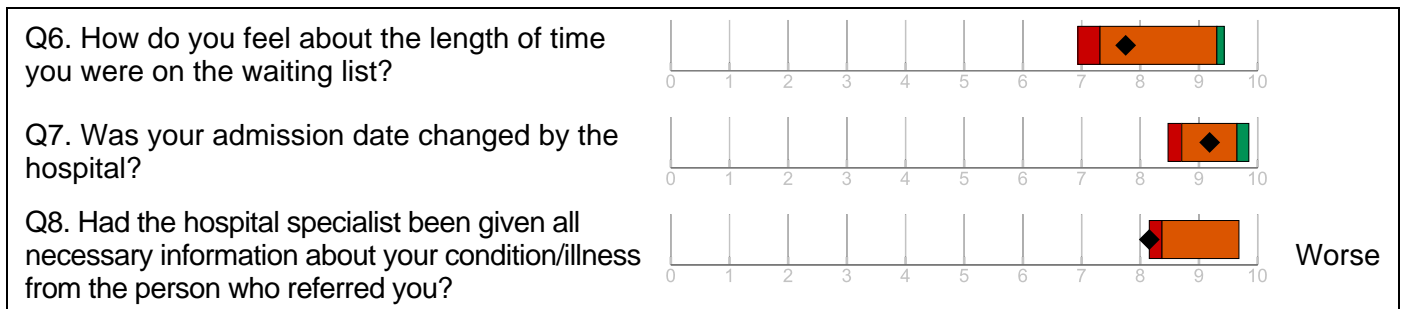 Q6. How do you feel about the length of time
you were on the waiting list?
0 1 2 3 4 5 6 7 8 9 10
Q7. Was your admission date changed by the
hospital?
0 1 2 3 4 5 6 7 8 9 10
Q8. Had the hospital specialist been given all
necessary information about your condition/illness
from the person who referred you?
0 1 2 3 4 5 6 7 8 9 10
Worse